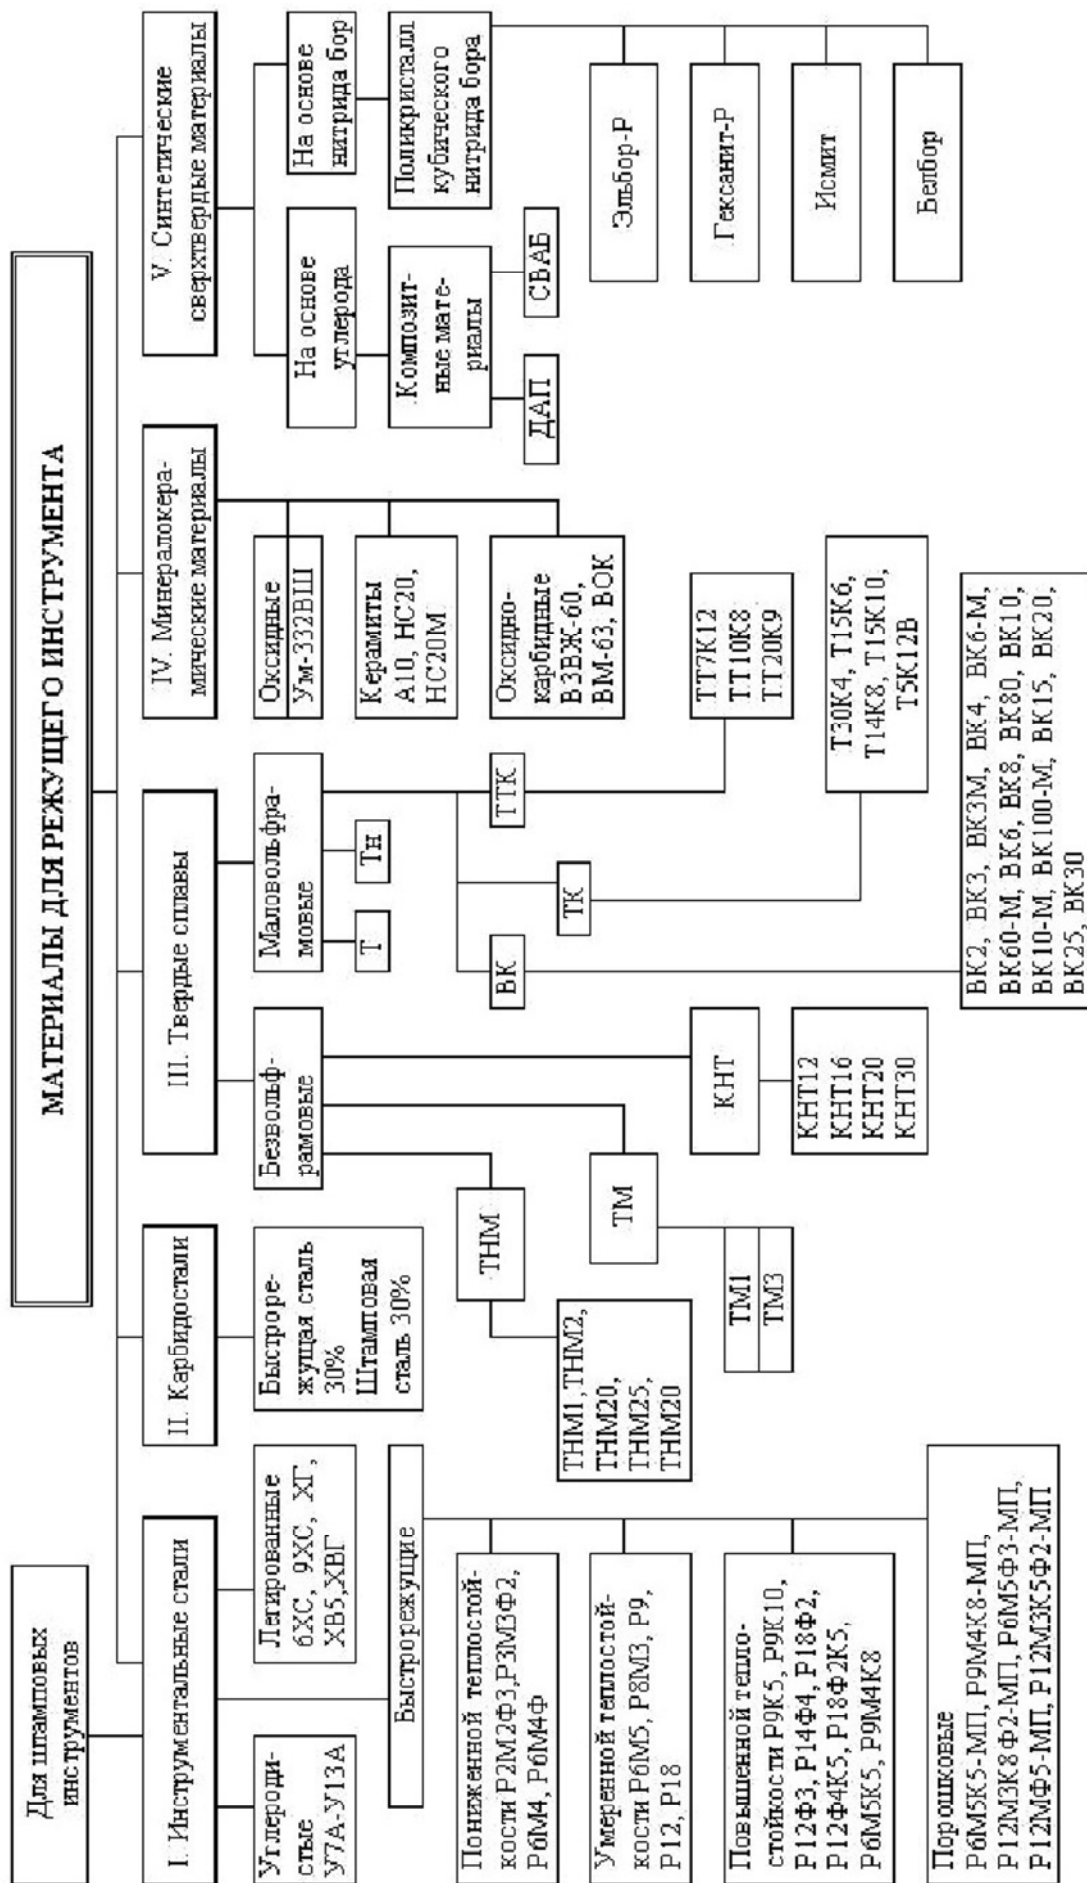 МАТЕРИАЛЫ ДЛЯ РЕЖУЩЕГО ИНСТРУМЕНТА
Для штамповых
инструментов
I. Инструментальные стали
Углероди-
стые
У7А-У13А
Легированные
6ХС, 9ХС, ХГ,
ХВ5,ХВГ
Быстрорежущие
Пониженной теплостой-
кости Р2М2Ф3,Р3М3Ф2,
Р6М4, Р6М4Ф
Умеренной теплостой-
кости Р6М5, Р8М3, Р9,
Р12, Р18
Повышенной тепло-
стойкости Р9К5, Р9К10,
Р12Ф3, Р14Ф4, Р18Ф2,
Р12Ф4К5, Р18Ф2К5,
Р6М5К5, Р9М4К8
Порошковые
Р6М5К5-МП, Р9М4К8-МП,
Р12М3К8Ф2-МП, Р6М5Ф3-МП,
Р12МФ5-МП, Р12М3К5Ф2-МП
II. Карбидостали
Быстроре-
жущая сталь
30%
Штамповая
сталь 30%
III. Твердые сплавы
Безвольф-
рамовые
ТНМ
ТНМ1,ТНМ2,
ТНМ20,
ТНМ25,
ТНМ20
ТМ
ТМ1
ТМ3
КНТ
КНТ12
КНТ16
КНТ20
КНТ30
Маловольфра-
мовые
Т
Тн
ВК
ТК
ТТК
ТТ7К12
ТТ10К8
ТТ20К9
Т30К4, Т15К6,
Т14К8, Т15К10,
Т5К12В
ВК2, ВК3, ВК3М, ВК4, ВК6-М,
ВК60-М, ВК6, ВК8, ВК80, ВК10,
ВК10-М, ВК100-М, ВК15, ВК20,
ВК25, ВК30
IV. Минералокера-
мические материалы
Оксидные
Ум-332ВШ
Керамиты
А10, НС20,
НС20М
Оксидно-
карбидные
ВЗВЖ-60,
ВМ-63, ВОК
V. Синтетические
сверхтвердые материалы
На основе
углерода
Композит-
ные мате-
риалы
ДАП
СВАБ
На основе
нитрида бор
Поликристалл
кубического
нитрида бора
Эльбор-Р
Гексанит-Р
Исмит
Белбор